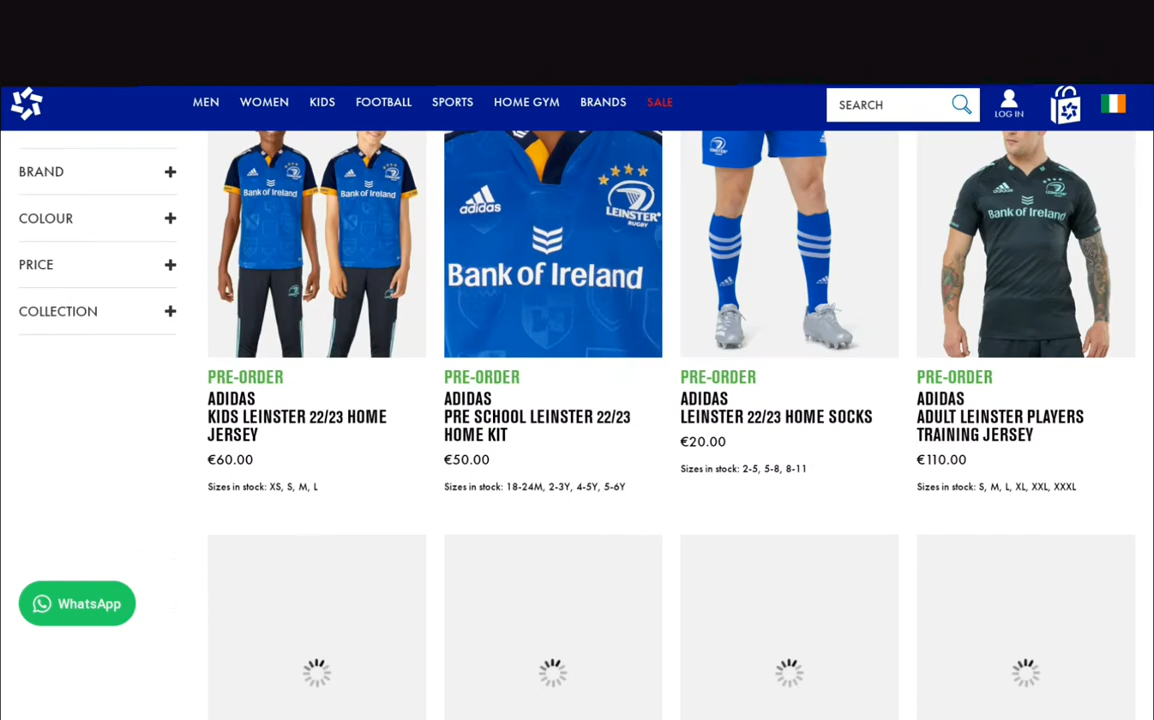 MEN WOMEN KIDS FOOTBALL SPORTS HOME GYM BRANDS SALE
SEARCH
LOG IN
BRAND
COLOUR
PRICE
COLLECTION
Bank of Ireland
Bank of Ireland
adidas
LEINSTER
RUGBY
Bank of Ireland
Bank of Ireland
PRE-ORDER
ADIDAS
KIDS LEINSTER 22/23 HOME
JERSEY
€60.00
Sizes in stock: XS, S, M, L
PRE-ORDER
ADIDAS
PRE SCHOOL LEINSTER 22/23
HOME KIT
€50.00
Sizes in stock: 18-24M, 2-3Y, 4-5Y, 5-6Y
PRE-ORDER
ADIDAS
LEINSTER 22/23 HOME SOCKS
€20.00
Sizes in stock: 2-5, 5-8, 8-11
PRE-ORDER
ADIDAS
ADULT LEINSTER PLAYERS
TRAINING JERSEY
€110.00
Sizes in stock: S, M, L, XL, XXL, XXXL
WhatsApp